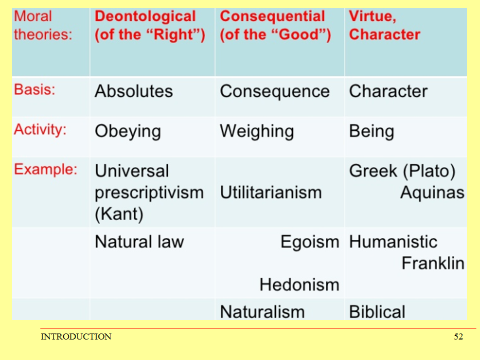 Moral theories: Deontological (of the “Right”) Consequential (of the “Good”) Virtue, Character
Basis: Absolutes Consequence Character
Activity: Obeying Weighing Being
Example: Universal prescriptivism (Kant) Utilitarianism Greek (Plato) Aquinas
Natural law Egoism Hedonism Humanistic Franklin
Naturalism Biblical
INTRODUCTION 52